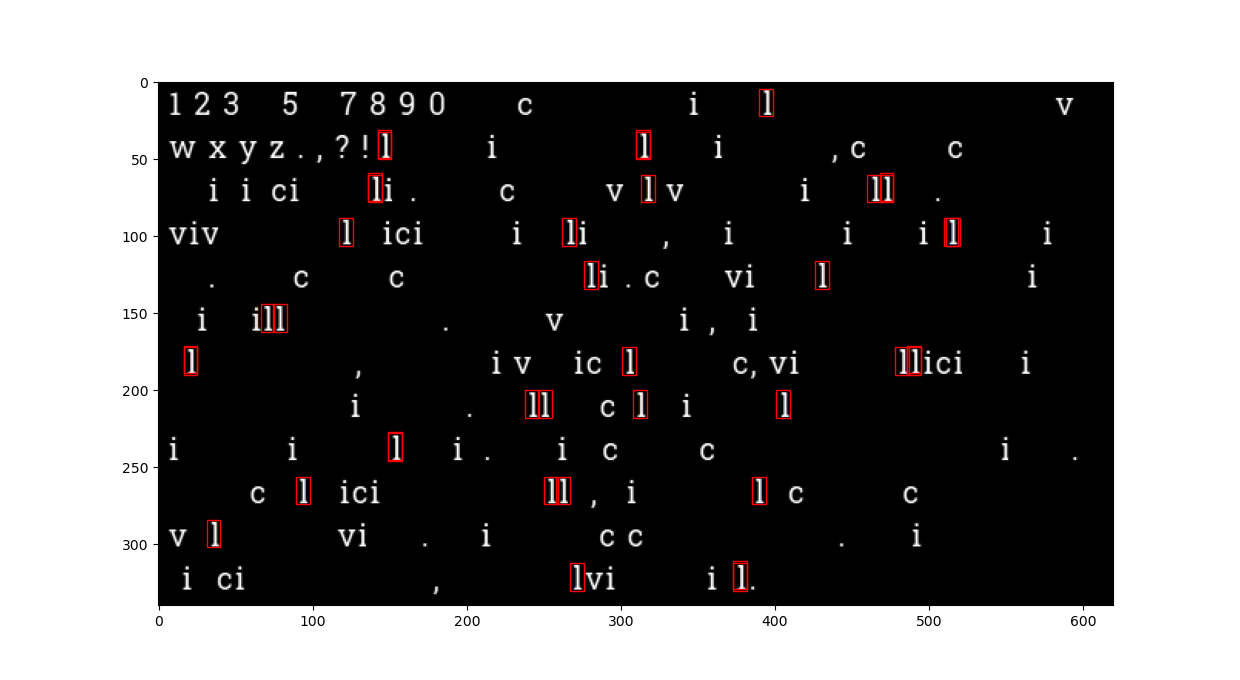 0
50
100
150
200
250
300
1 2 3 5 7 8 9 0 c i l v
w x y z . , ? ! l i l i , c c
i i ci li . c v l v i ll .
viv l ici i li , i i i l i
. c c li . c vi l i
i ill . v i , i
l , i v ic l c, vi llici i
i . ll c l i l
i i l i . i c c i .
c l ici ll , i l c c
v l vi . i c c . i
i ci , lvi i l.
0 100 200 300 400 500 600